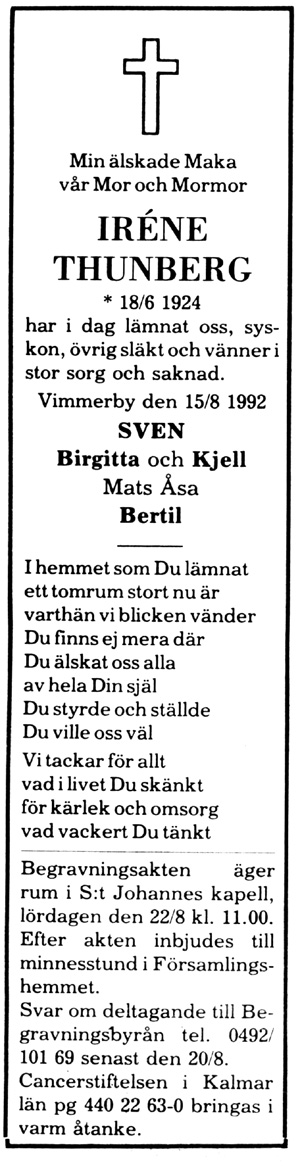 Min älskade Maka
vår Mor och Mormor
IRÉNE
THUNBERG
* 18/6 1924
har i dag lämnat oss, sys-
kon, övrig släkt och vänner i
stor sorg och saknad.
Vimmerby den 15/8 1992
SVEN
Birgitta och Kjell
Mats Åsa
Bertil
I hemmet som Du lämnat
ett tomrum stort nu är
varthän vi blicken vänder
Du finns ej mera där
Du älskat oss alla
av hela Din själ
Du styrde och ställde
Du ville oss väl
Vi tackar för allt
vad i livet Du skänkt
för kärlek och omsorg
vad vackert Du tänkt
Begravningsakten äger
rum i S:t Johannes kapell,
lördagen den 22/8 kl. 11.00.
Efter akten inbjudes till
minnesstund i Församlings-
hemmet.
Svar om deltagande till Be-
gravningsbyrån tel. 0492/
101 69 senast den 20/8.
Cancerstiftelsen i Kalmar
län pg 440 22 63-0 bringas i
varm åtanke.